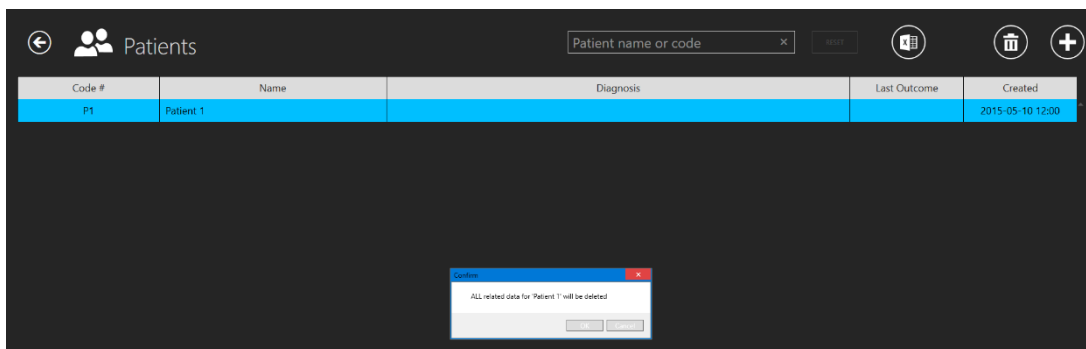 Patients
Patient name or code
RESET
Code # Name Diagnosis Last Outcome Created
P1 Patient 1 2015-05-10 12:00
Confirm
ALL related data for 'Patient 1' will be deleted
OK Cancel